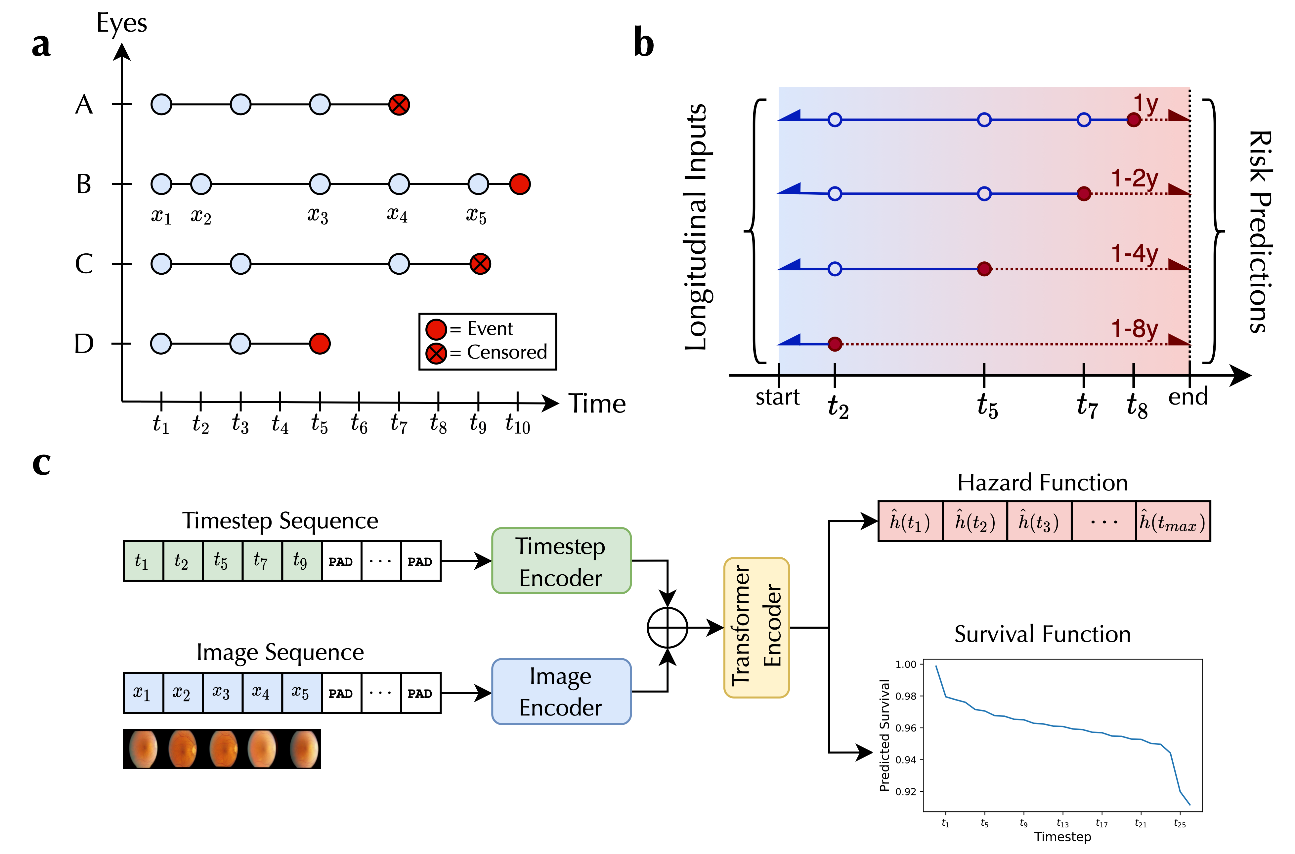 a
Eyes
A
B
x₁ x₂ x₃ x₄ x₅
C
D
= Event
= Censored
Time
t₁ t₂ t₃ t₄ t₅ t₆ t₇ t₈ t₉ t₁₀
b
Longitudinal Inputs
1y
1-2y
1-4y
1-8y
Risk Predictions
start t₂ t₅ t₇ t₈ end
c
Timestep Sequence
t₁ t₂ t₅ t₇ t₉ PAD ··· PAD
Timestep
Encoder
Image Sequence
x₁ x₂ x₃ x₄ x₅ PAD ··· PAD
Image
Encoder
Transformer
Encoder
Hazard Function
ĥ(t₁) ĥ(t₂) ĥ(t₃) ··· ĥ(tₘₐₓ)
Survival Function
Predicted Survival
1.00
0.98
0.96
0.94
0.92
t₁ t₅ t₉ t₁₃ t₁₇ t₂₁ t₂₅
Timestep